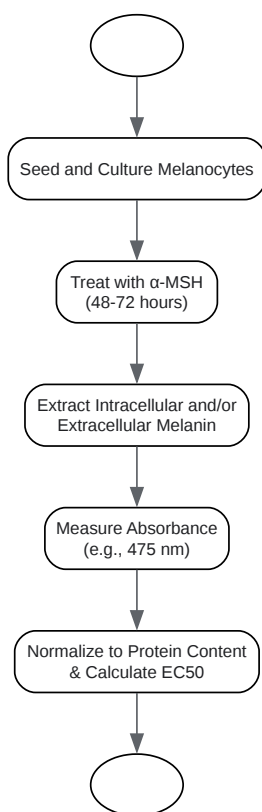 Seed and Culture Melanocytes
Treat with α-MSH
(48-72 hours)
Extract Intracellular and/or
Extracellular Melanin
Measure Absorbance
(e.g., 475 nm)
Normalize to Protein Content
& Calculate EC50